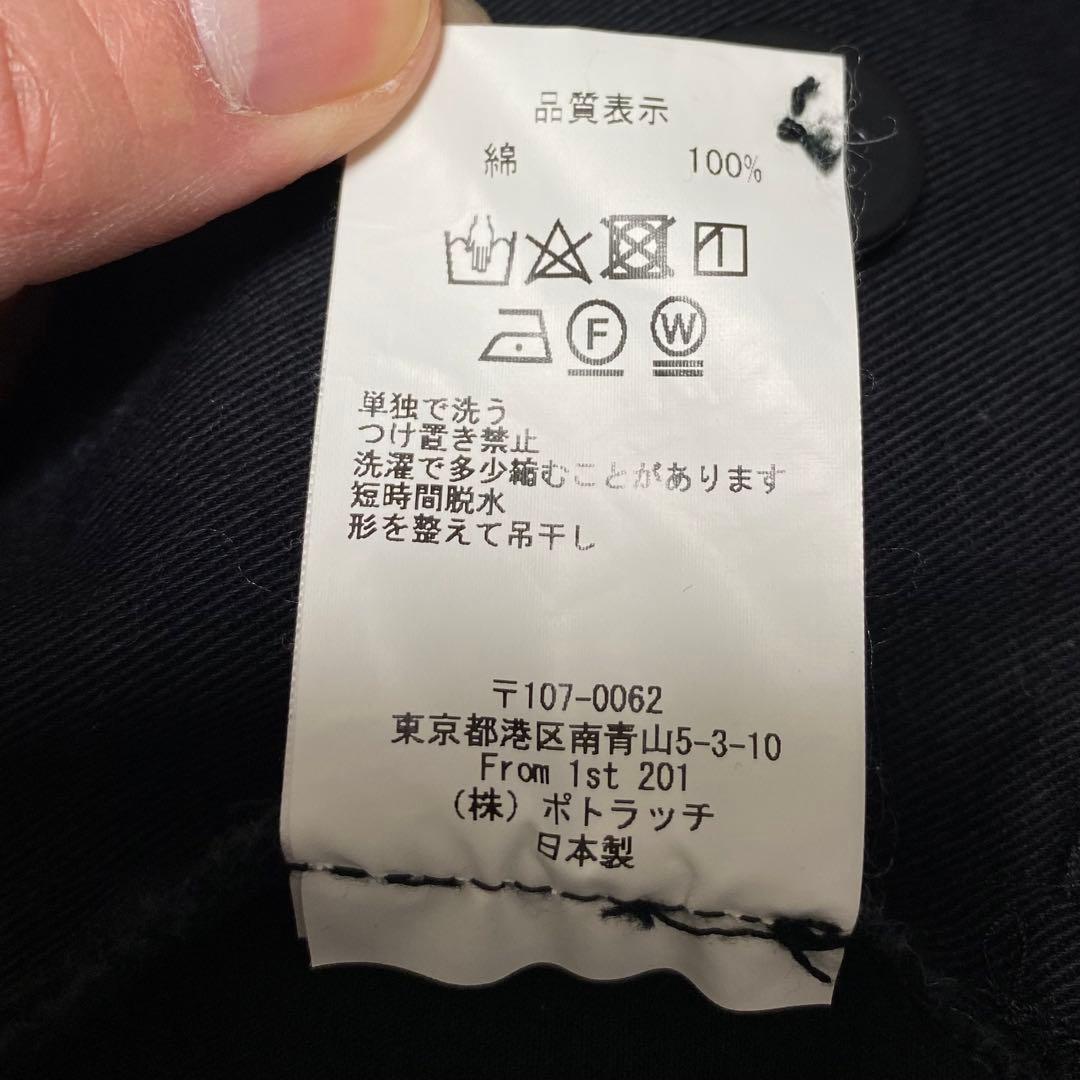 品質表示
綿 100%
F W
単独で洗う
つけ置き禁止
洗濯で多少縮むことがあります
短時間脱水
形を整えて吊干し
〒107-0062
東京都港区南青山5-3-10
From 1st 201
(株) ポトラッチ
日本製